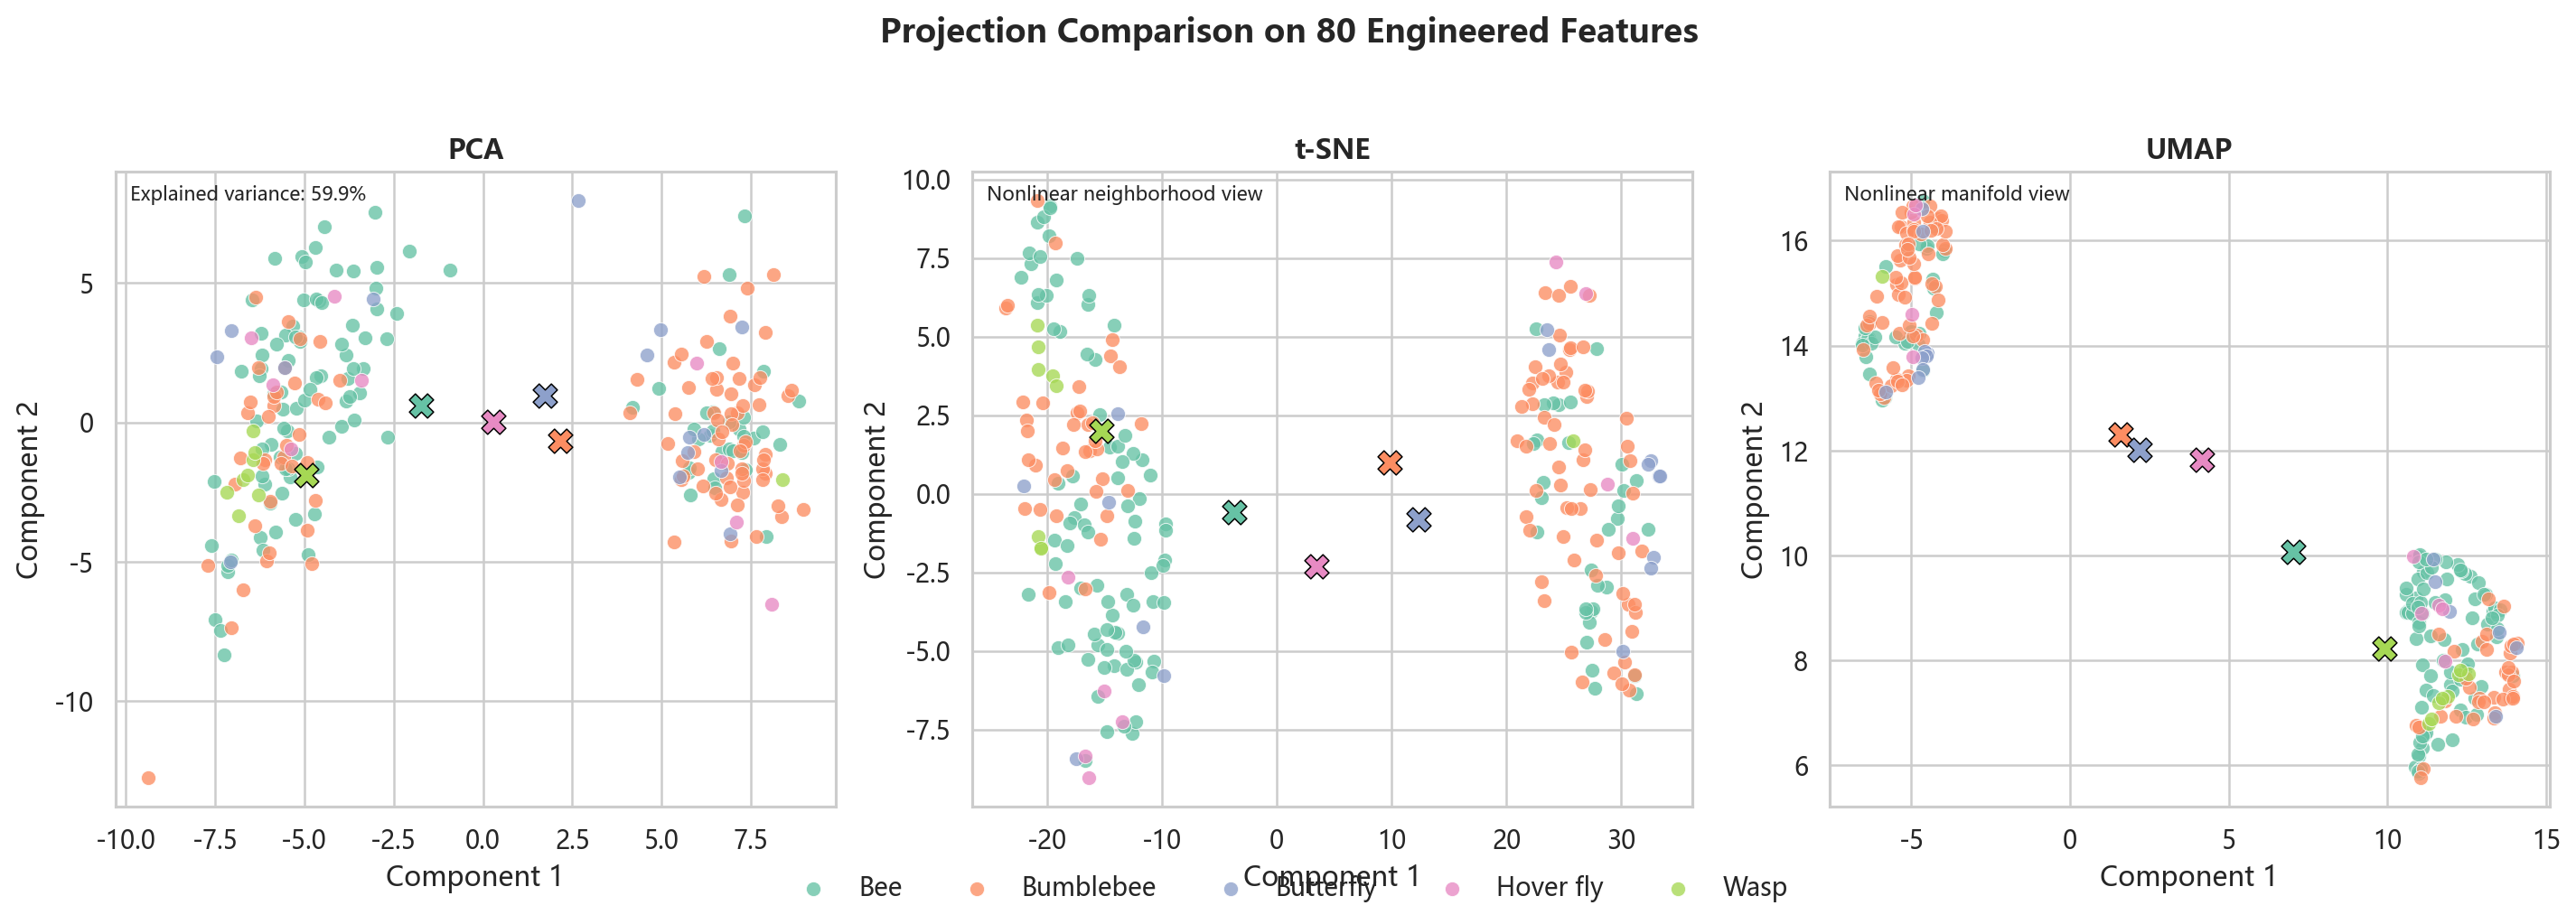 Projection Comparison on 80 Engineered Features
PCA
Explained variance: 59.9%
5
0
-5
-10
Component 2
-10.0 -7.5 -5.0 -2.5 0.0 2.5 5.0 7.5
Component 1
t-SNE
Nonlinear neighborhood view
10.0
7.5
5.0
2.5
0.0
-2.5
-5.0
-7.5
Component 2
-20 -10 0 10 20 30
Component 1
UMAP
Nonlinear manifold view
16
14
12
10
8
6
Component 2
-5 0 5 10 15
Component 1
Bee Bumblebee Butterfly Hover fly Wasp